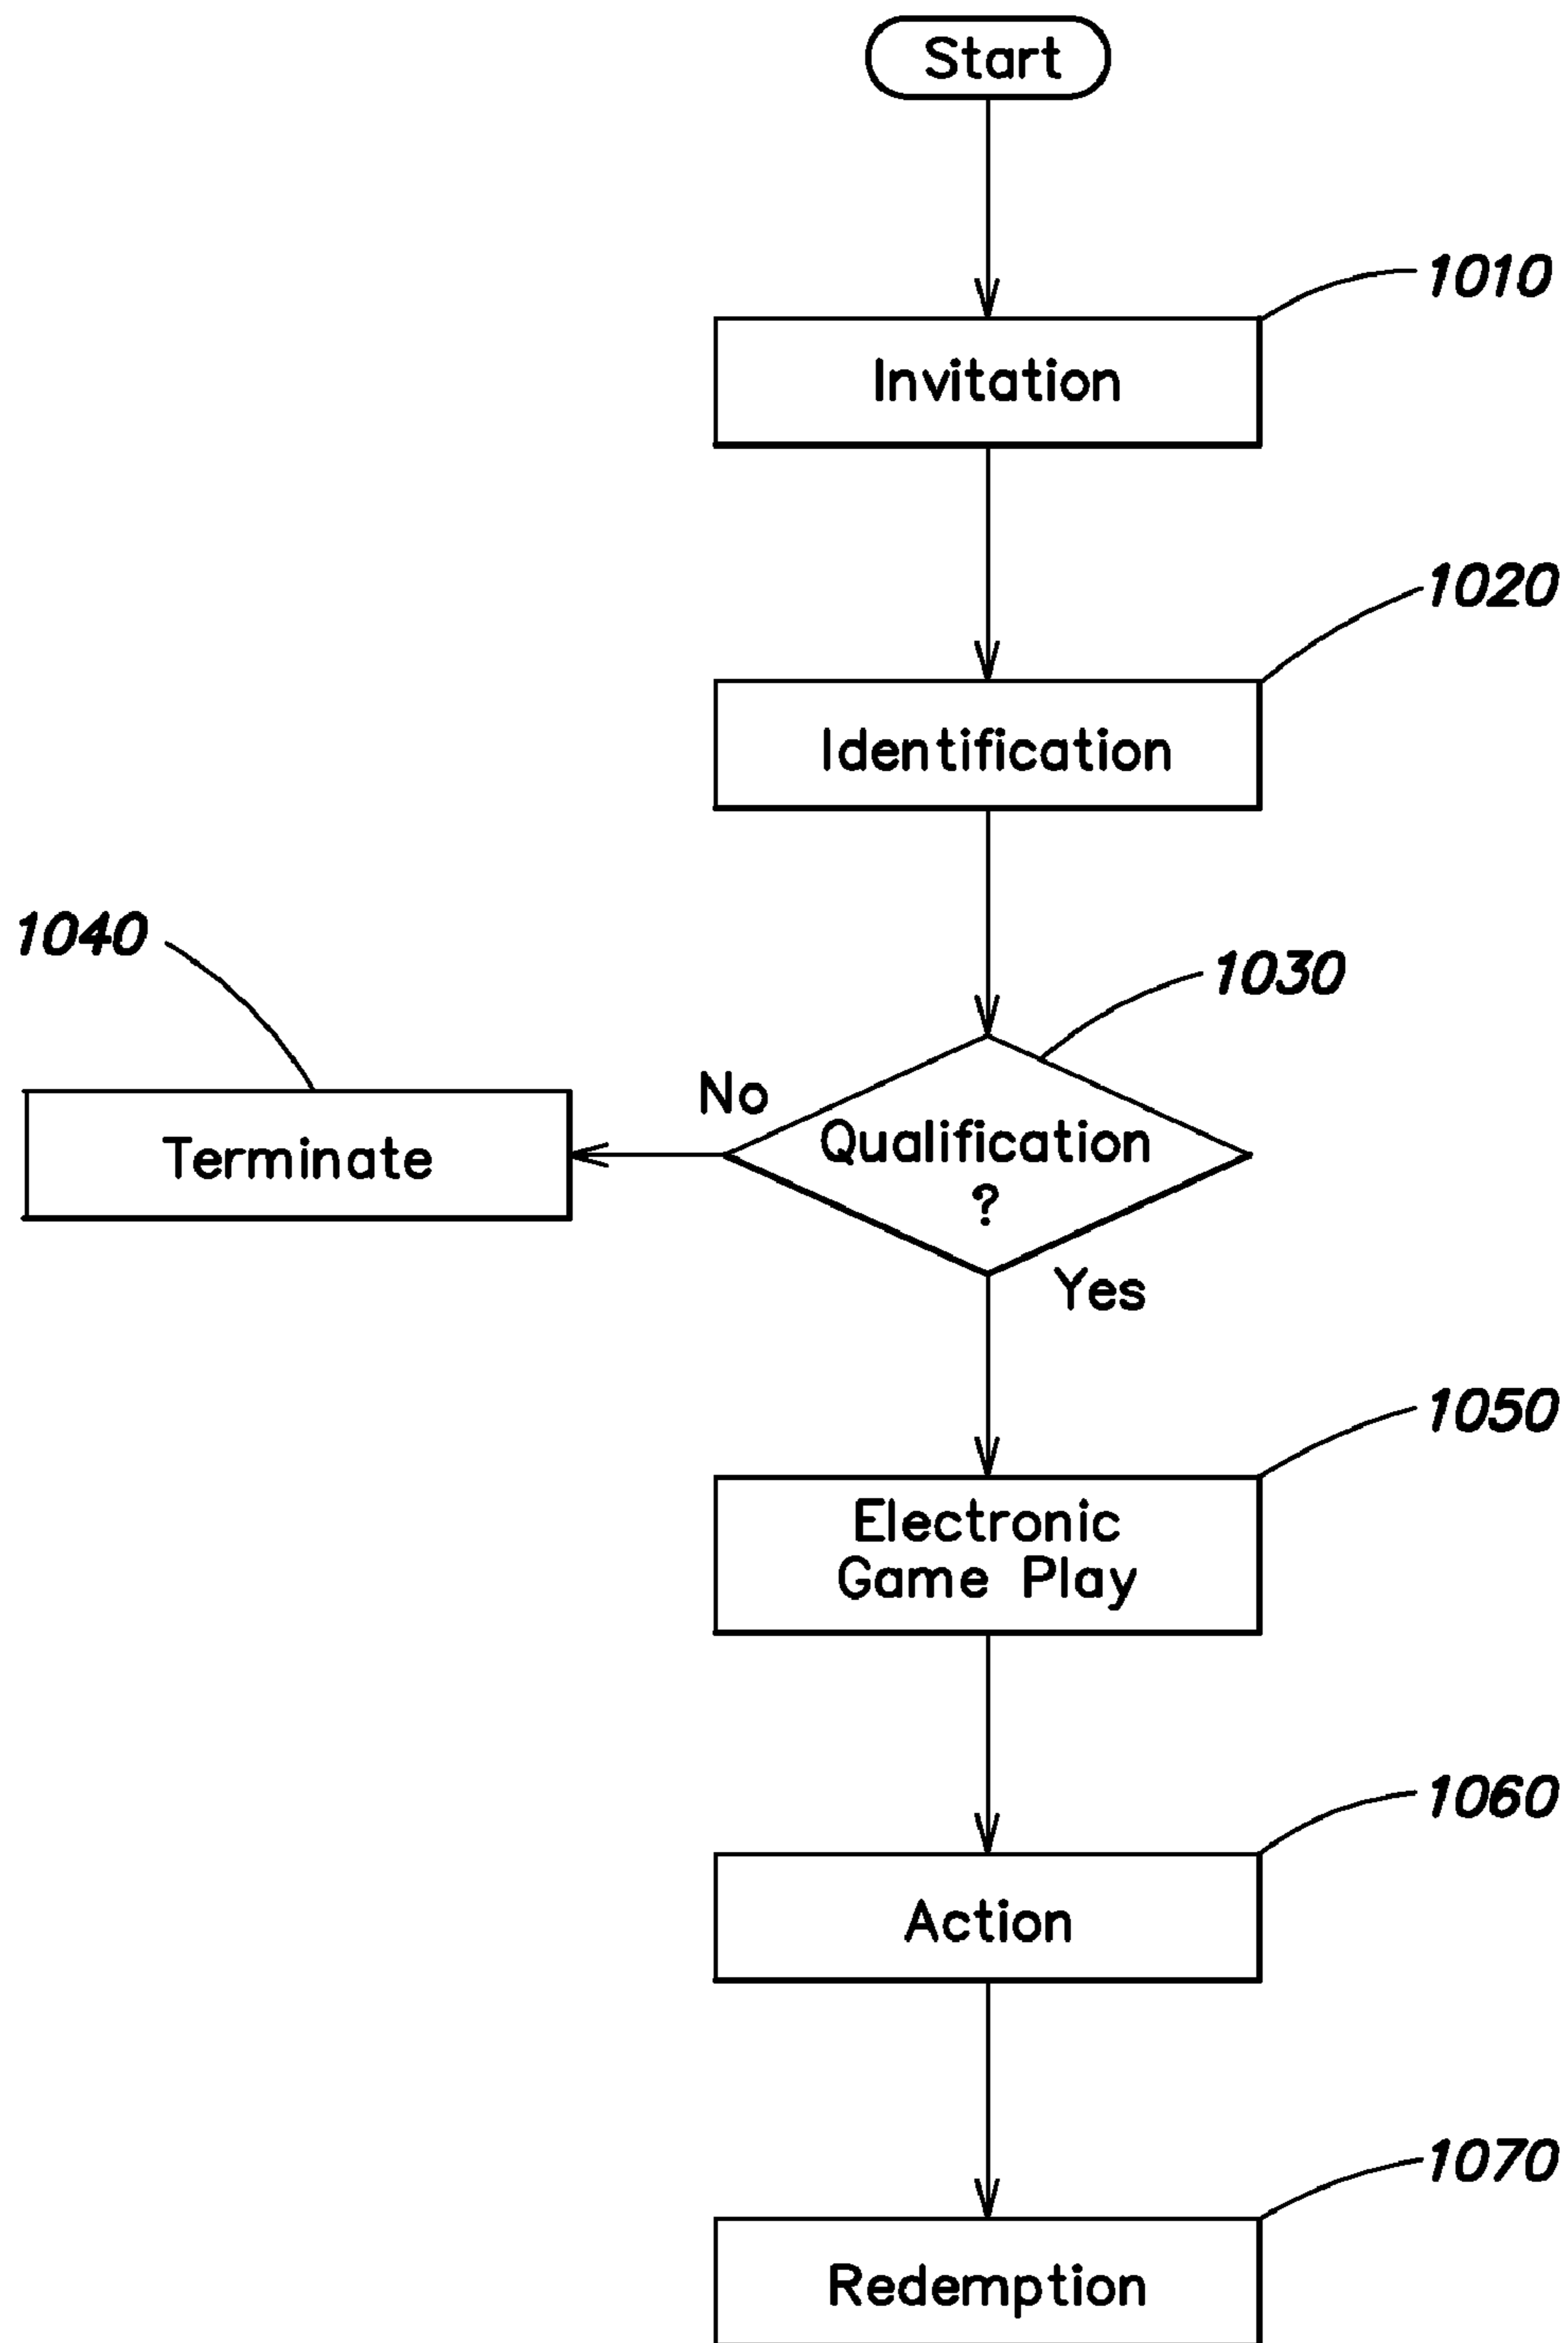 Start
1010
Invitation
1020
Identification
1040
1030
No
Qualification
?
Terminate
Yes
1050
Electronic
Game Play
1060
Action
1070
Redemption